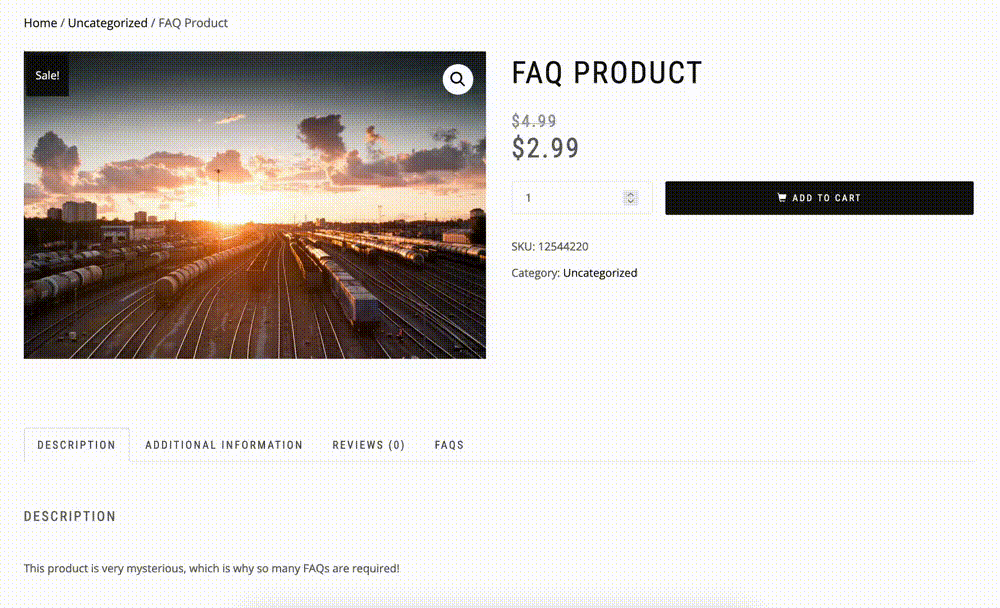 Home / Uncategorized / FAQ Product
Sale!
FAQ PRODUCT
$4.99
$2.99
1
ADD TO CART
SKU: 12544220
Category: Uncategorized
DESCRIPTION
ADDITIONAL INFORMATION
REVIEWS (0)
FAQS
DESCRIPTION
This product is very mysterious, which is why so many FAQs are required!